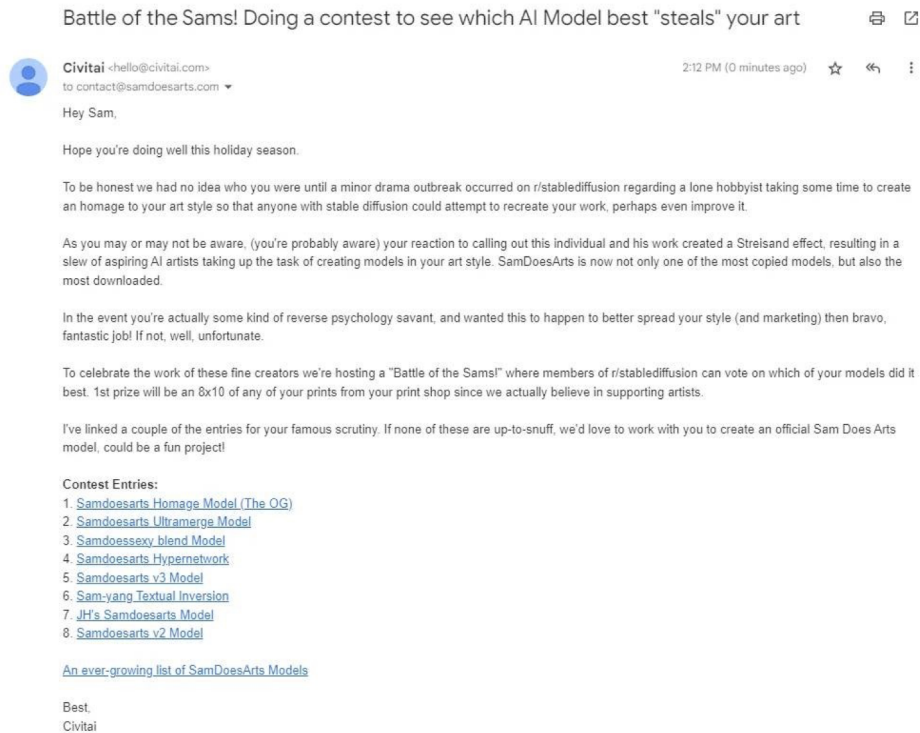 Battle of the Sams! Doing a contest to see which AI Model best "steals" your art
Civitai <hello@civitai.com>
2:12 PM (0 minutes ago)
to contact@samdoesarts.com
Hey Sam,
Hope you're doing well this holiday season.
To be honest we had no idea who you were until a minor drama outbreak occurred on r/stablediffusion regarding a lone hobbyist taking some time to create
an homage to your art style so that anyone with stable diffusion could attempt to recreate your work, perhaps even improve it.
As you may or may not be aware, (you're probably aware) your reaction to calling out this individual and his work created a Streisand effect, resulting in a
slew of aspiring AI artists taking up the task of creating models in your art style. SamDoesArts is now not only one of the most copied models, but also the
most downloaded.
In the event you're actually some kind of reverse psychology savant, and wanted this to happen to better spread your style (and marketing) then bravo,
fantastic job! If not, well, unfortunate.
To celebrate the work of these fine creators we're hosting a "Battle of the Sams!" where members of r/stablediffusion can vote on which of your models did it
best. 1st prize will be an 8x10 of any of your prints from your print shop since we actually believe in supporting artists.
I've linked a couple of the entries for your famous scrutiny. If none of these are up-to-snuff, we'd love to work with you to create an official Sam Does Arts
model, could be a fun project!
Contest Entries:
1. Samdoesarts Homage Model (The OG)
2. Samdoesarts Ultramerge Model
3. Samdoessexy blend Model
4. Samdoesarts Hypernetwork
5. Samdoesarts v3 Model
6. Sam-yang Textual Inversion
7. JH's Samdoesarts Model
8. Samdoesarts v2 Model
An ever-growing list of SamDoesArts Models
Best,
Civitai